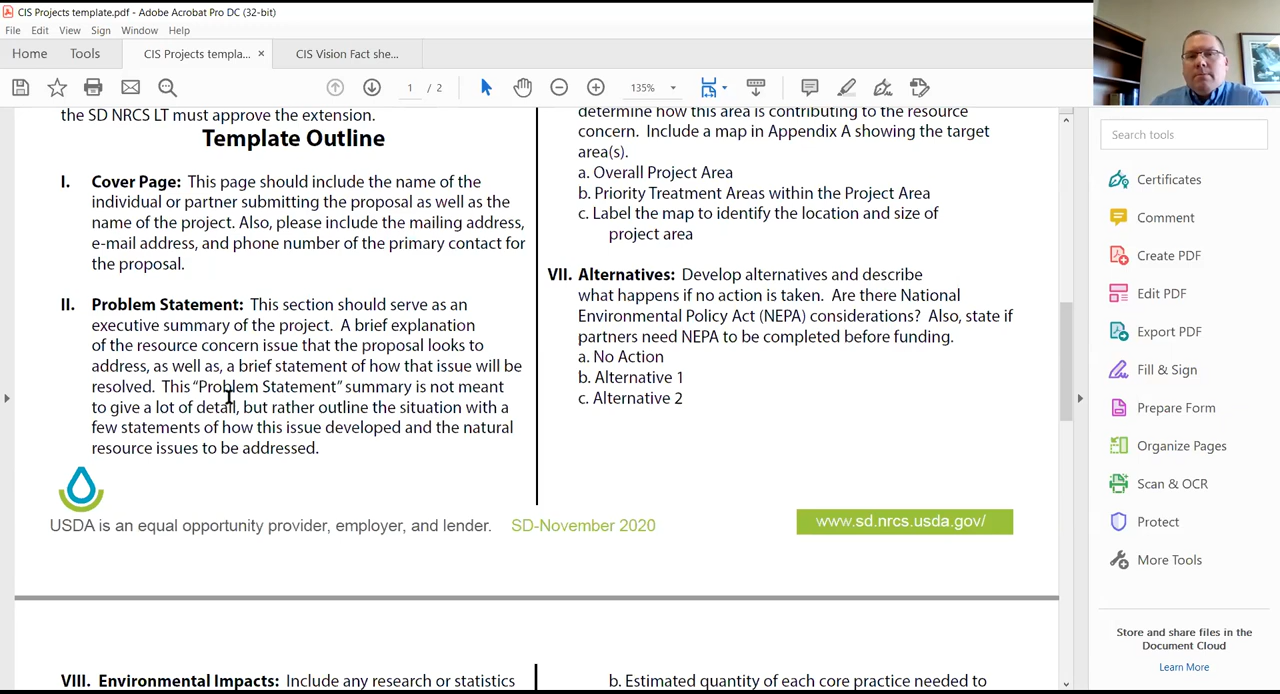 CIS Projects template.pdf - Adobe Acrobat Pro DC (32-bit)
File Edit View Sign Window Help
Home Tools CIS Projects templa... × CIS Vision Fact she...
1 / 2 135%
the SD NRCS LT must approve the extension.
Template Outline
I. Cover Page: This page should include the name of the
individual or partner submitting the proposal as well as the
name of the project. Also, please include the mailing address,
e-mail address, and phone number of the primary contact for
the proposal.
II. Problem Statement: This section should serve as an
executive summary of the project. A brief explanation
of the resource concern issue that the proposal looks to
address, as well as, a brief statement of how that issue will be
resolved. This “Problem Statement” summary is not meant
to give a lot of detail, but rather outline the situation with a
few statements of how this issue developed and the natural
resource issues to be addressed.
determine how this area is contributing to the resource
concern. Include a map in Appendix A showing the target
area(s).
a. Overall Project Area
b. Priority Treatment Areas within the Project Area
c. Label the map to identify the location and size of
project area
VII. Alternatives: Develop alternatives and describe
what happens if no action is taken. Are there National
Environmental Policy Act (NEPA) considerations? Also, state if
partners need NEPA to be completed before funding.
a. No Action
b. Alternative 1
c. Alternative 2
USDA is an equal opportunity provider, employer, and lender. SD-November 2020
www.sd.nrcs.usda.gov/
VIII. Environmental Impacts: Include any research or statistics
b. Estimated quantity of each core practice needed to
Search tools
Certificates
Comment
Create PDF
Edit PDF
Export PDF
Fill & Sign
Prepare Form
Organize Pages
Scan & OCR
Protect
More Tools
Store and share files in the
Document Cloud
Learn More